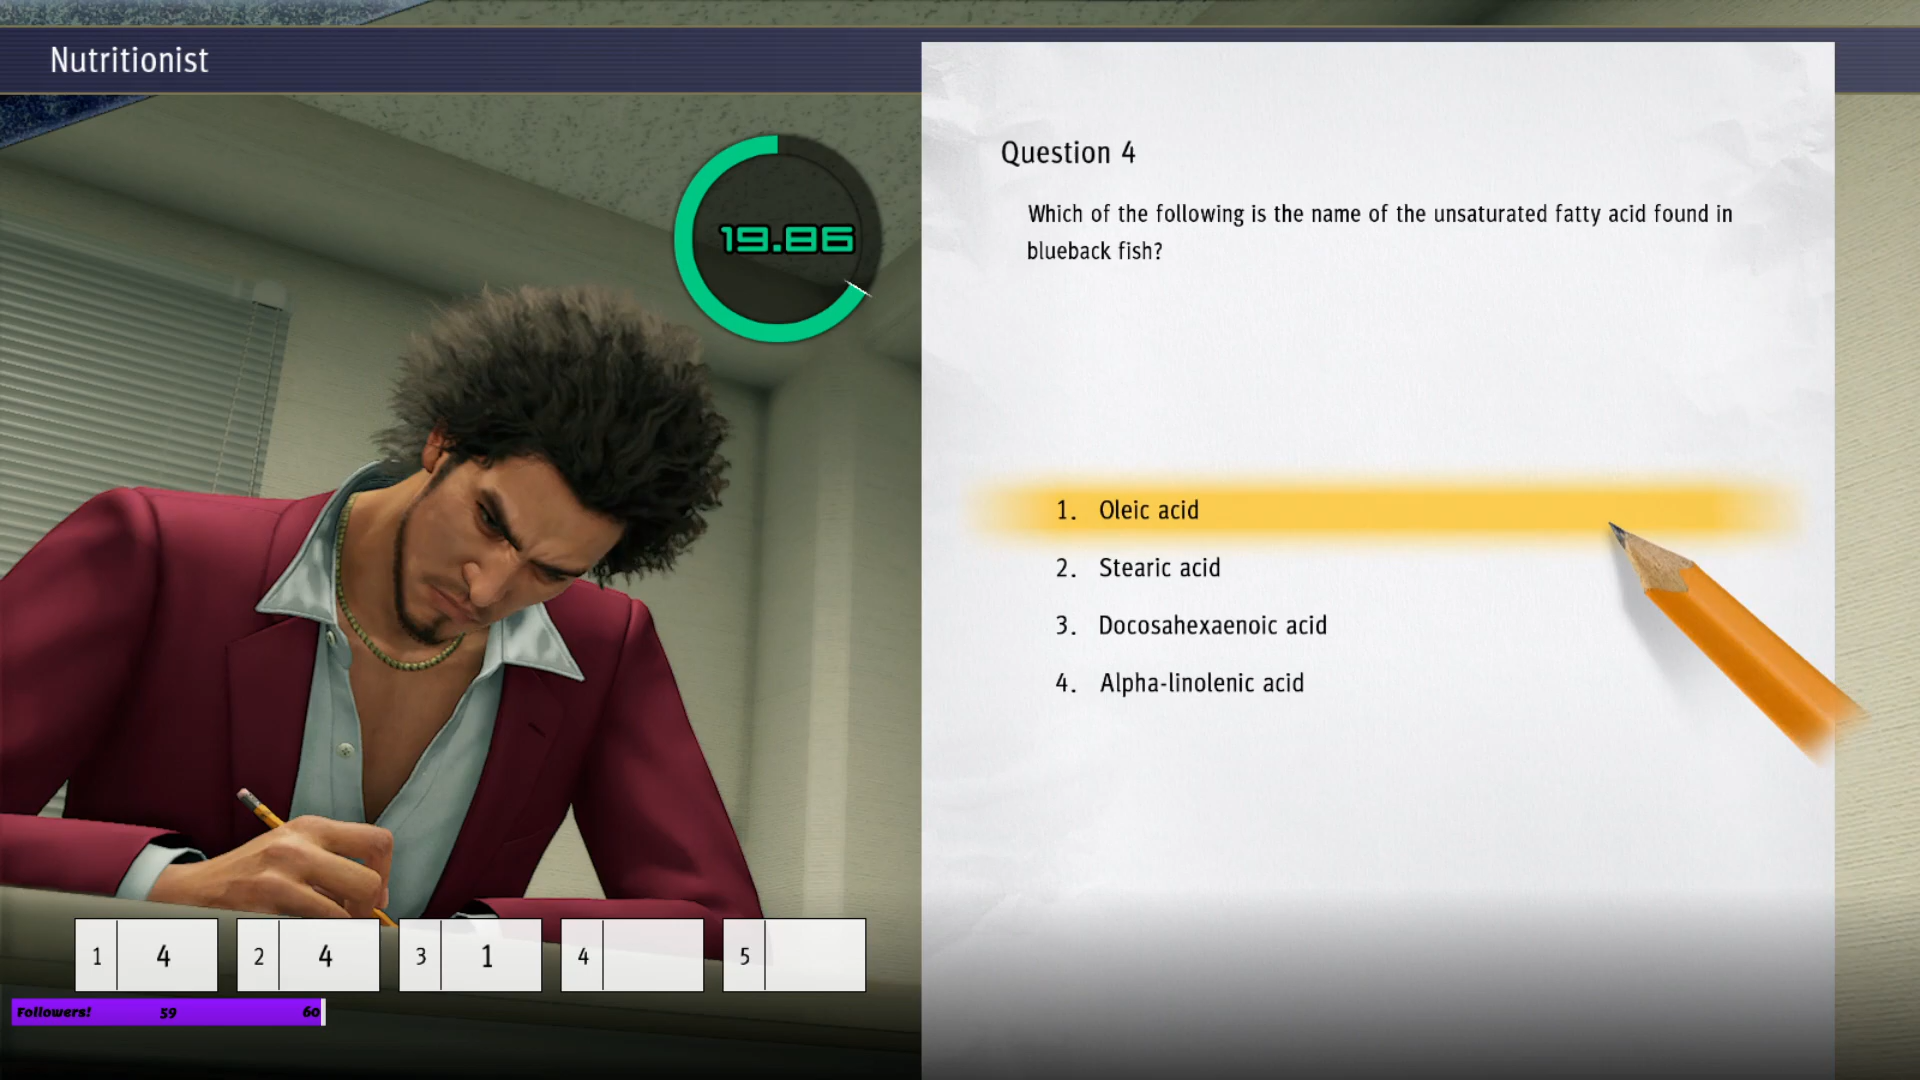 Nutritionist
19.86
Question 4
Which of the following is the name of the unsaturated fatty acid found in
blueback fish?
1. Oleic acid
2. Stearic acid
3. Docosahexaenoic acid
4. Alpha-linolenic acid
1 4 2 4 3 1 4 5
Followers! 59 60